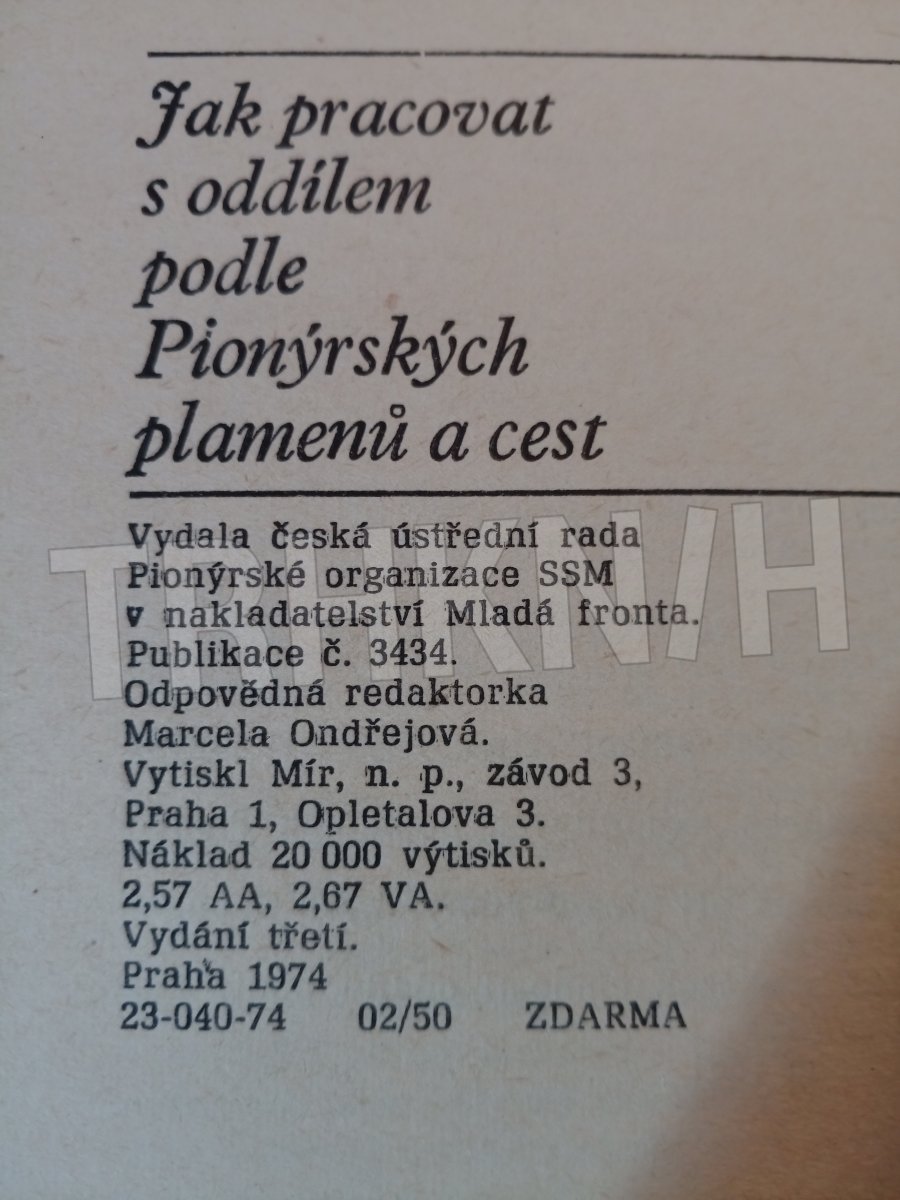 Jak pracovat
s oddílem
podle
Pionýrských
plamenů a cest
Vydala česká ústřední rada
Pionýrské organizace SSM
v nakladatelství Mladá fronta.
Publikace č. 3434.
Odpovědná redaktorka
Marcela Ondřejová.
Vytiskl Mír, n. p., závod 3,
Praha 1, Opletalova 3.
Náklad 20 000 výtisků.
2,57 AA, 2,67 VA.
Vydání třetí.
Praha 1974
23-040-74 02/50 ZDARMA